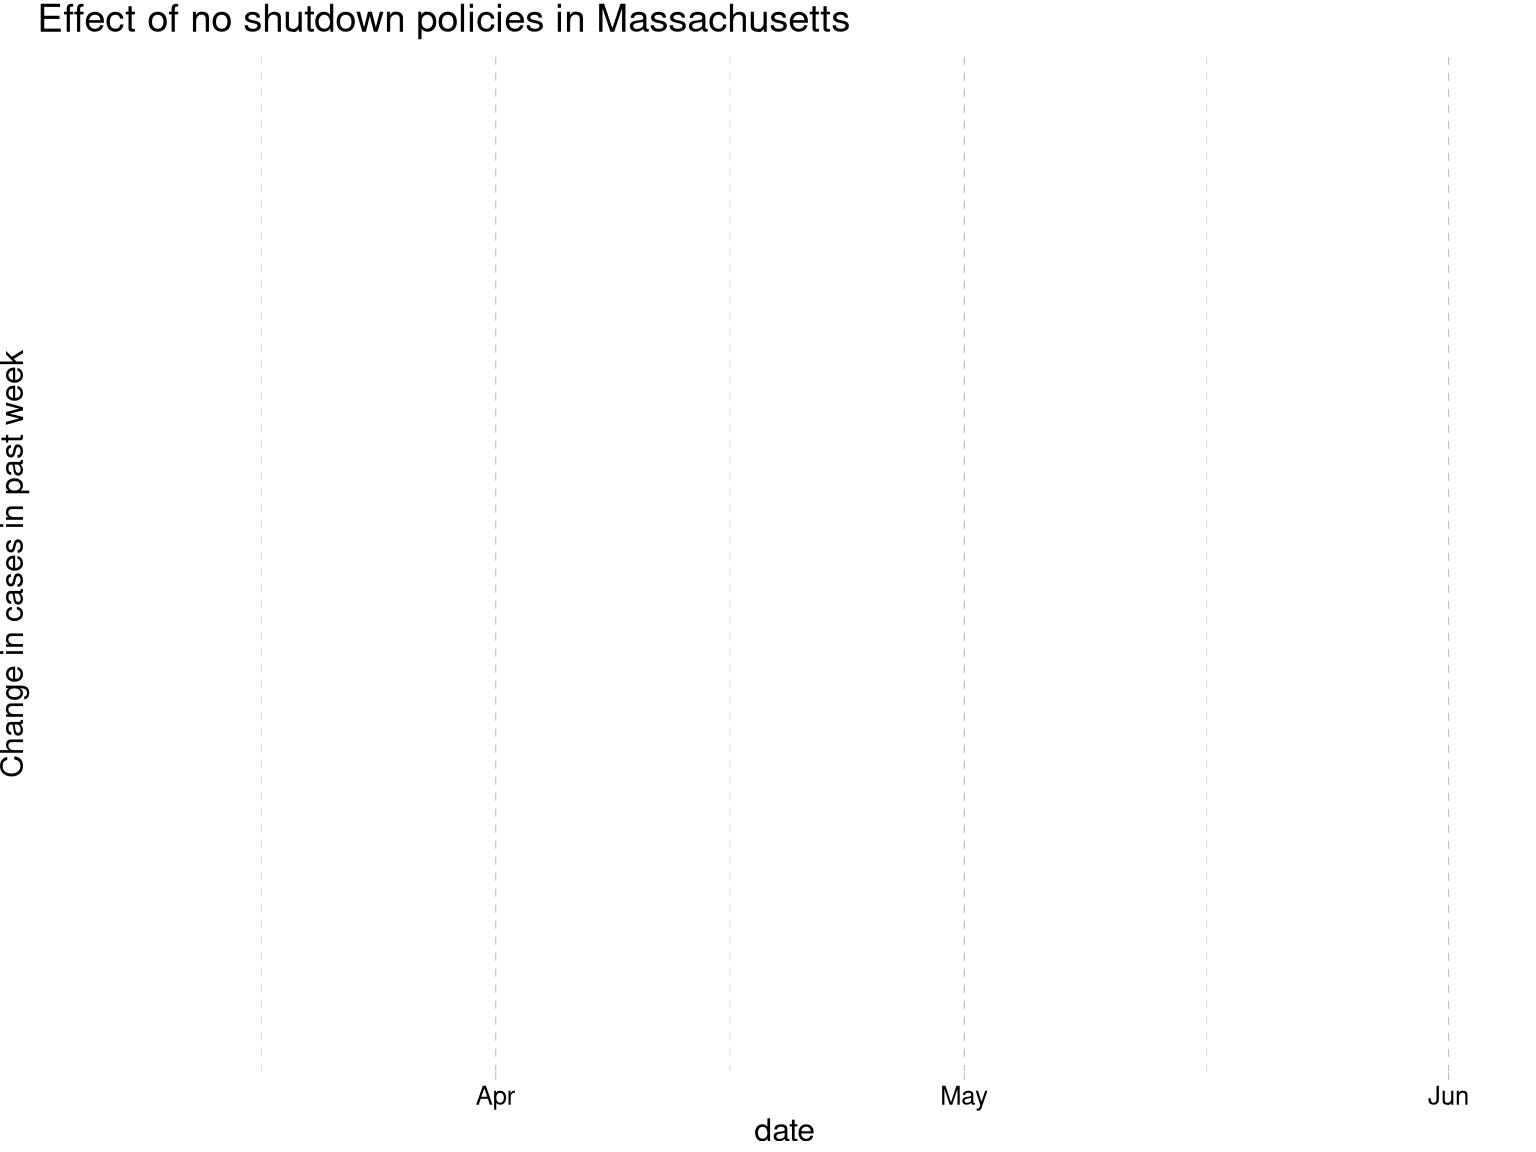 Effect of no shutdown policies in Massachusetts
Change in cases in past week
Apr
May
Jun
date